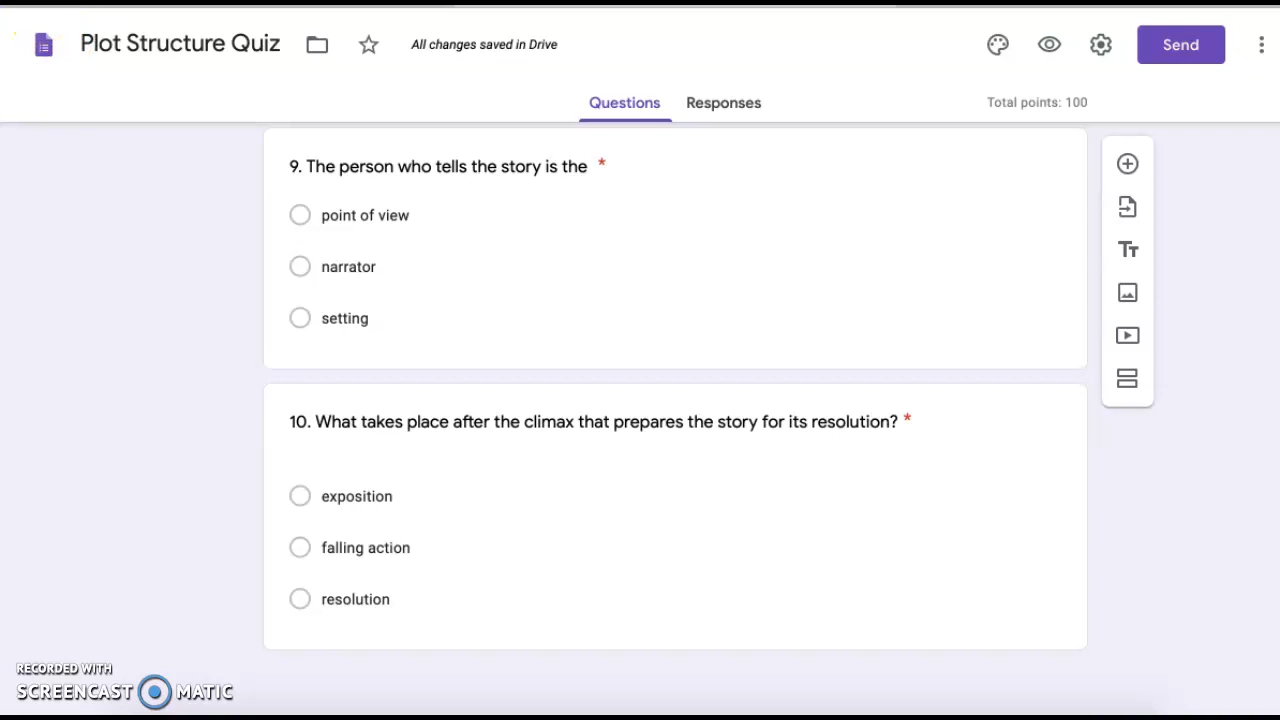 Plot Structure Quiz
All changes saved in Drive
Send
Questions
Responses
Total points: 100
9. The person who tells the story is the *
point of view
narrator
setting
Tт
10. What takes place after the climax that prepares the story for its resolution? *
exposition
falling action
resolution
RECORDED WITH
SCREENCAST MATIC